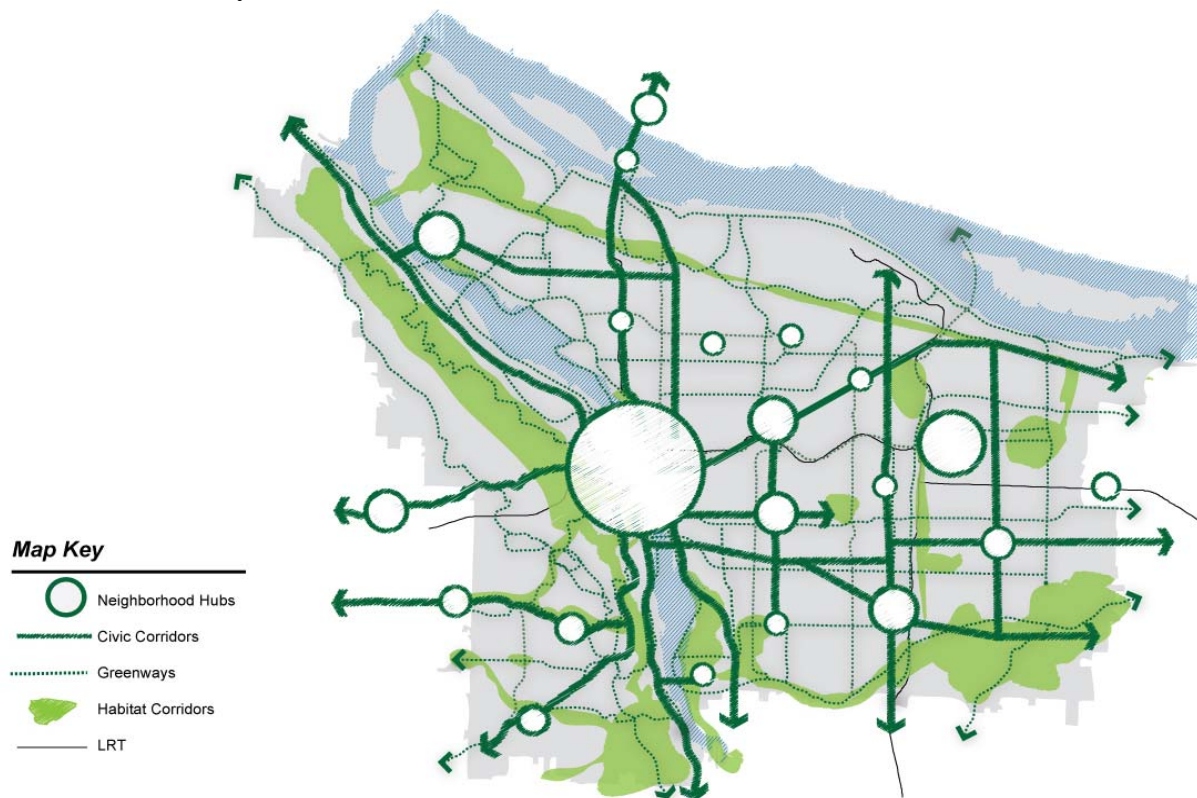 Map Key
Neighborhood Hubs
Civic Corridors
Greenways
Habitat Corridors
LRT